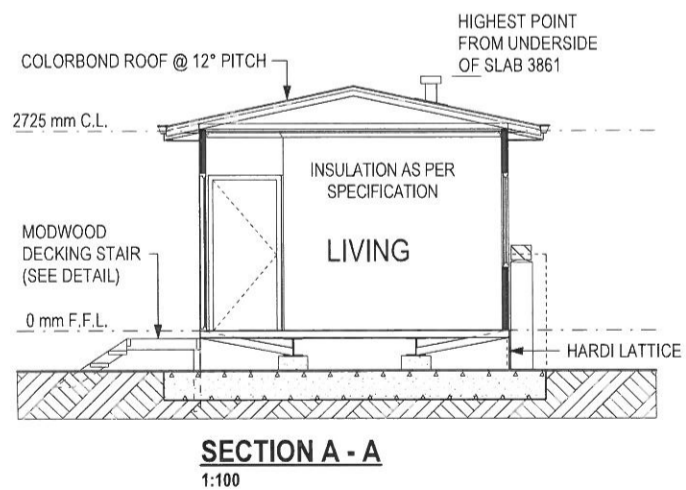 HIGHEST POINT
FROM UNDERSIDE
OF SLAB 3861
COLORBOND ROOF @ 12° PITCH
2725 mm C.L.
INSULATION AS PER
SPECIFICATION
MODWOOD
DECKING STAIR
(SEE DETAIL)
LIVING
0 mm F.F.L.
HARDI LATTICE
SECTION A - A
1:100